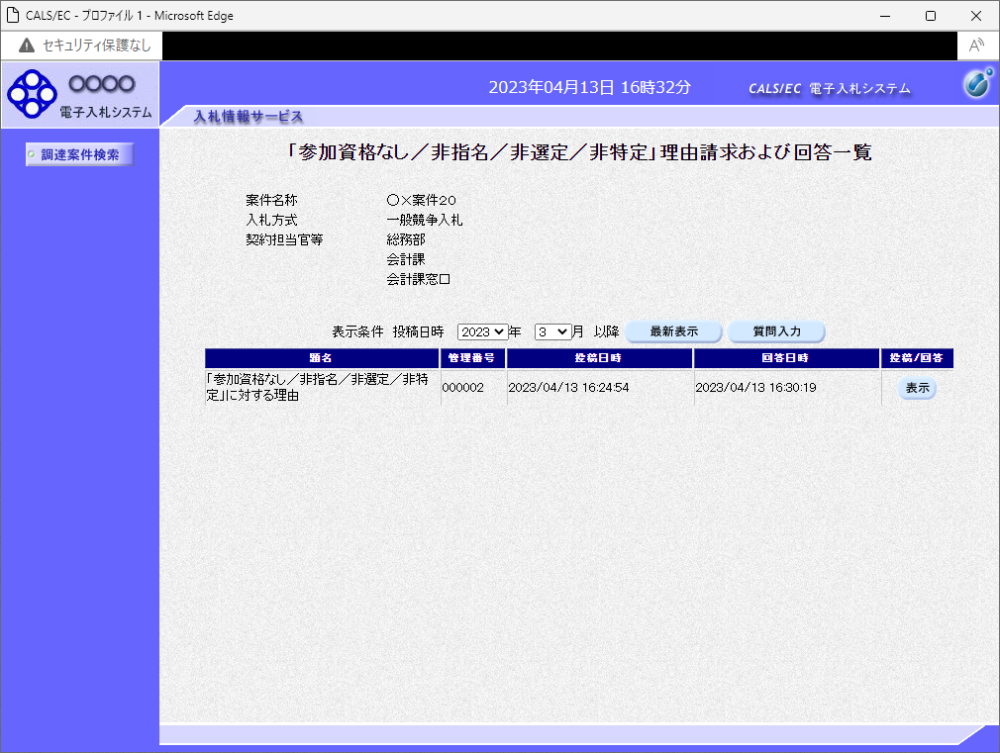 CALS/EC - プロファイル 1 - Microsoft Edge
セキュリティ保護なし
〇〇〇〇
電子入札システム
2023年04月13日 16時32分
CALS/EC 電子入札システム
入札情報サービス
調達案件検索
「参加資格なし／非指名／非選定／非特定」理由請求および回答一覧
案件名称 〇×案件２０
入札方式 一般競争入札
契約担当官等 総務部
会計課
会計課窓口
表示条件 投稿日時 2023 年 3 月 以降 最新表示 質問入力
題名 管理番号 投稿日時 回答日時 投稿/回答
「参加資格なし／非指名／非選定／非特
定」に対する理由
000002 2023/04/13 16:24:54 2023/04/13 16:30:19 表示